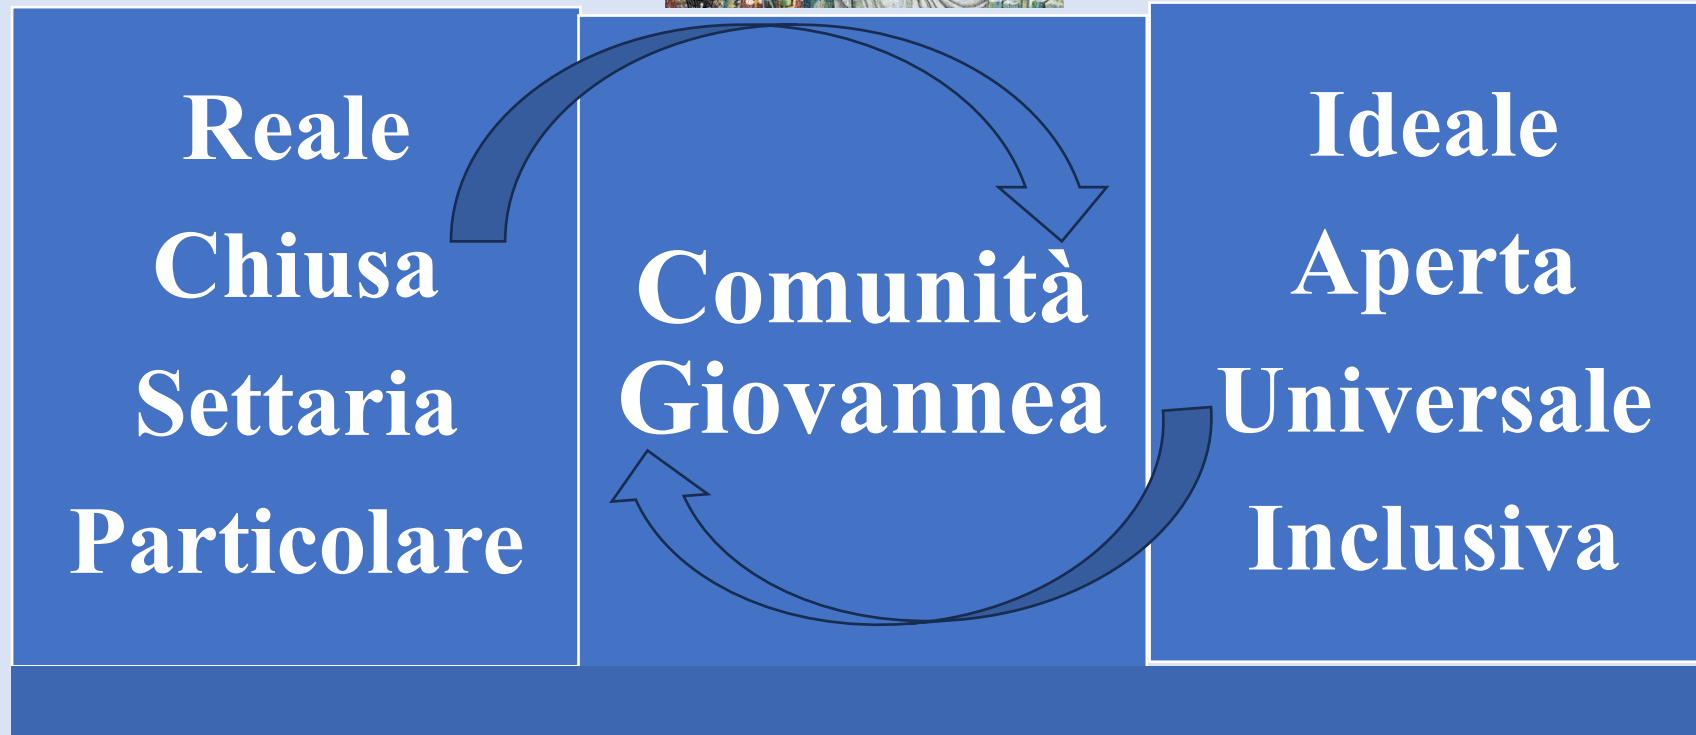 Reale
Chiusa
Settaria
Particolare
Comunità
Giovannea
Ideale
Aperta
Universale
Inclusiva